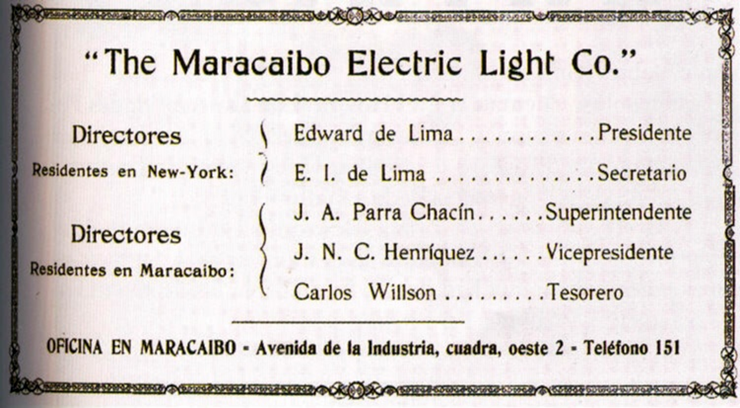 "The Maracaibo Electric Light Co."
Directores
Residentes en New-York:
Edward de Lima ............ Presidente
E. I. de Lima ............. Secretario
Directores
Residentes en Maracaibo:
J. A. Parra Chacín...... Superintendente
J. N. C. Henríquez ...... Vicepresidente
Carlos Willson ......... Tesorero
OFICINA EN MARACAIBO - Avenida de la Industria, cuadra, oeste 2 - Teléfono 151